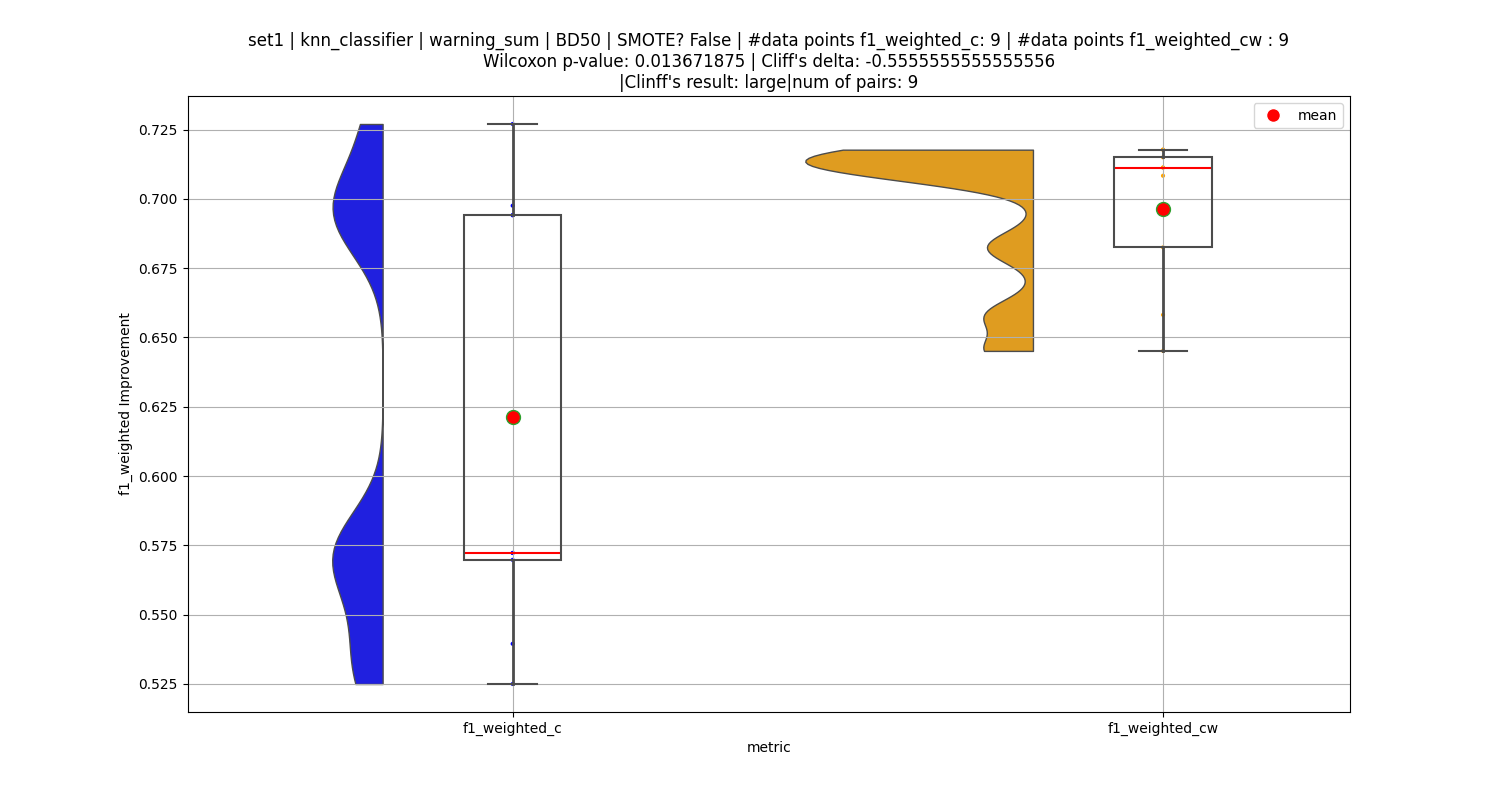 set1 | knn_classifier | warning_sum | BD50 | SMOTE? False | #data points f1_weighted_c: 9 | #data points f1_weighted_cw : 9
Wilcoxon p-value: 0.013671875 | Cliff's delta: -0.5555555555555556
|Clinff's result: large|num of pairs: 9
mean
0.725
0.700
0.675
0.650
0.625
0.600
0.575
0.550
0.525
f1_weighted Improvement
f1_weighted_c
f1_weighted_cw
metric